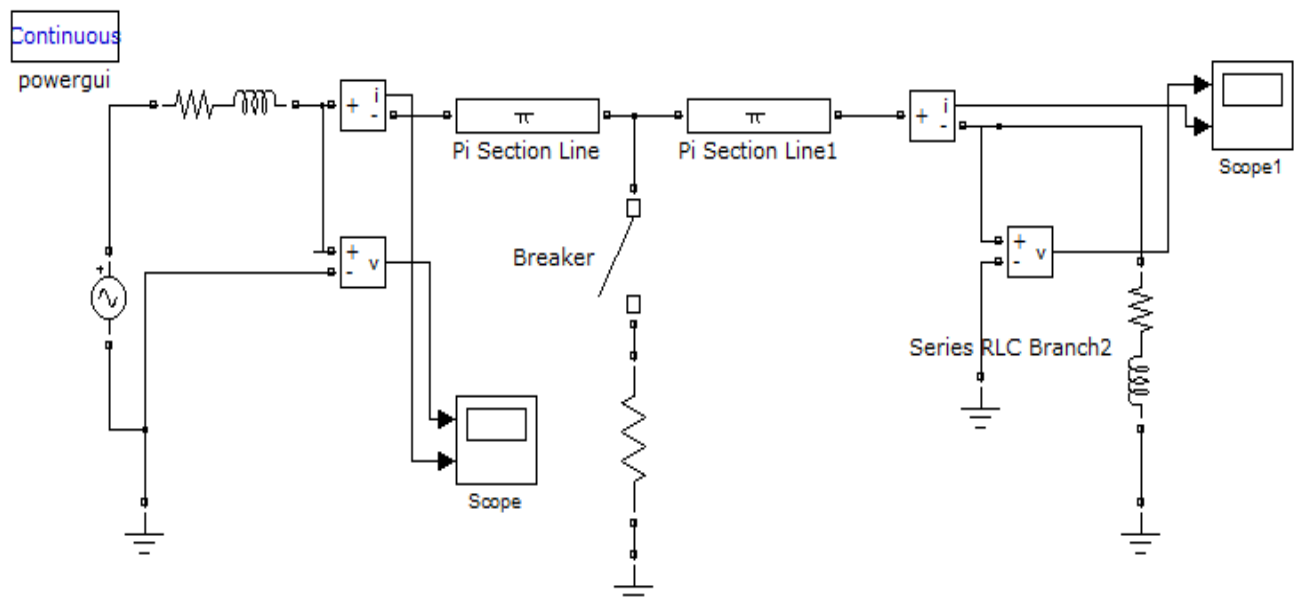 Continuous
powergui
+
i
-
π
Pi Section Line
π
Pi Section Line1
+
i
-
Scope1
+
v
-
Breaker
+
v
-
+
Series RLC Branch2
Scope